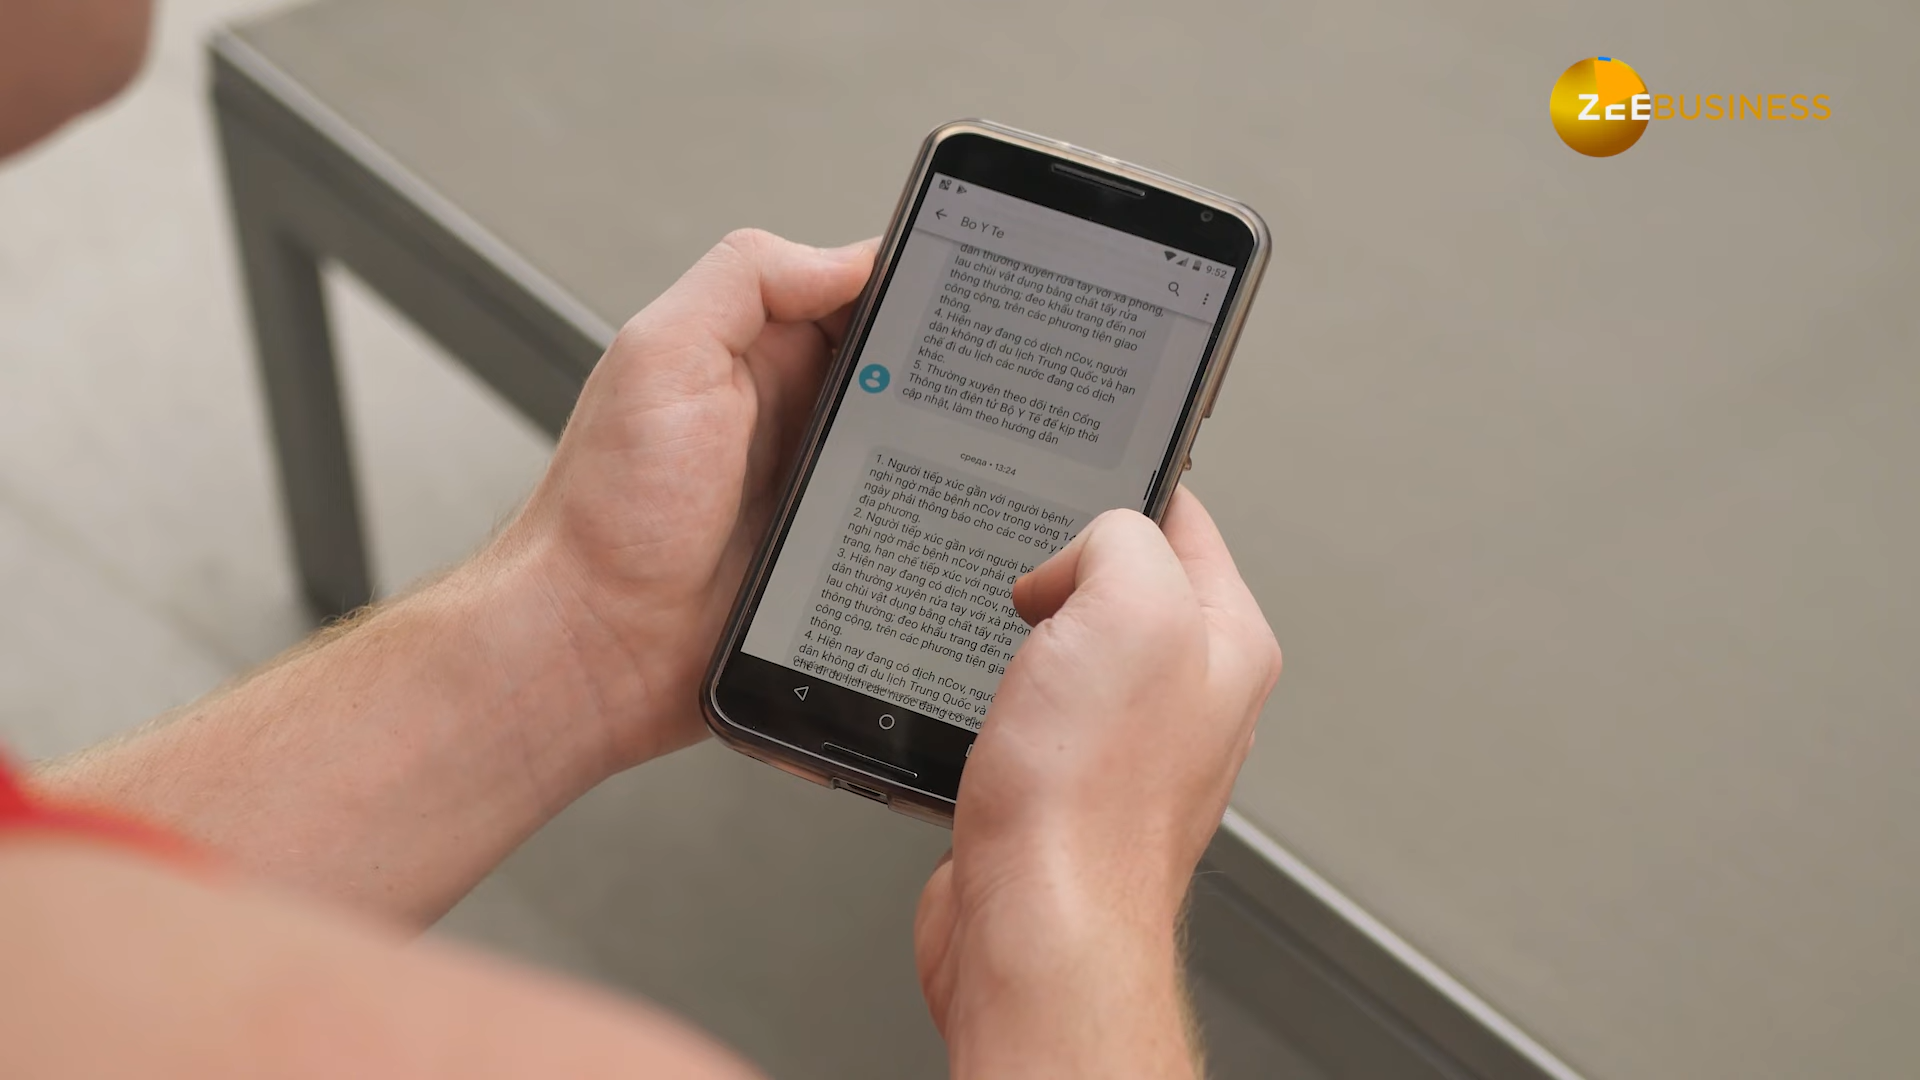 ZEEBUSINESS
9:52
Bo Y Te
dân thường xuyên rửa tay với xà phòng,
lau chùi vật dụng bằng chất tẩy rửa
thông thường; đeo khẩu trang đến nơi
công cộng, trên các phương tiện giao
thông.
4. Hiện nay đang có dịch nCov, người
dân không đi du lịch Trung Quốc và hạn
chế đi du lịch các nước đang có dịch
khác.
5. Thường xuyên theo dõi trên Cổng
Thông tin điện tử Bộ Y Tế để kịp thời
cập nhật, làm theo hướng dẫn
среда • 13:24
1. Người tiếp xúc gần với người bệnh/
nghi ngờ mắc bệnh nCov trong vòng 14
ngày phải thông báo cho các cơ sở y
địa phương.
2. Người tiếp xúc gần với người bệ
nghi ngờ mắc bệnh nCov phải đ
trang, hạn chế tiếp xúc với người
3. Hiện nay đang có dịch nCov, ngư
dân thường xuyên rửa tay với xà phòn
lau chùi vật dụng bằng chất tẩy rửa
thông thường; đeo khẩu trang đến nơ
công cộng, trên các phương tiện gia
thông.
4. Hiện nay đang có dịch nCov, ngườ
dân không đi du lịch Trung Quốc và
chế đi du lịch các nước đang có dịc